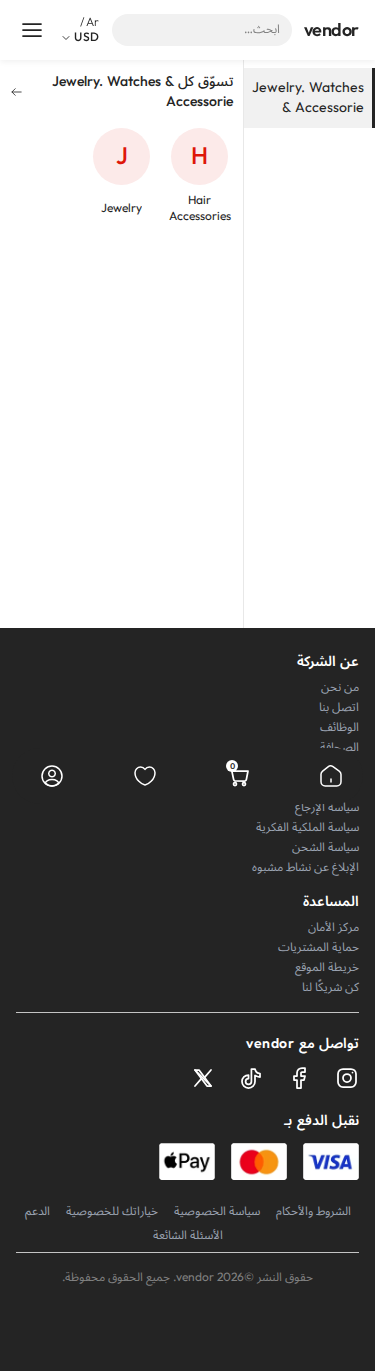 vendor
ابحث...
Ar /
USD
Jewelry. Watches
& Accessorie
تسوّق كل Jewelry. Watches &
Accessorie
H
J
Hair
Accessories
Jewelry
عن الشركة
من نحن
اتصل بنا
الوظائف
الصحافة
0
سياسة الإرجاع
سياسة الملكية الفكرية
سياسة الشحن
الإبلاغ عن نشاط مشبوه
المساعدة
مركز الأمان
حماية المشتريات
خريطة الموقع
كن شريكًا لنا
تواصل مع vendor
نقبل الدفع بـ
VISA
Pay
الشروط والأحكام
سياسة الخصوصية
خياراتك للخصوصية
الدعم
الأسئلة الشائعة
حقوق النشر ©2026 vendor. جميع الحقوق محفوظة.